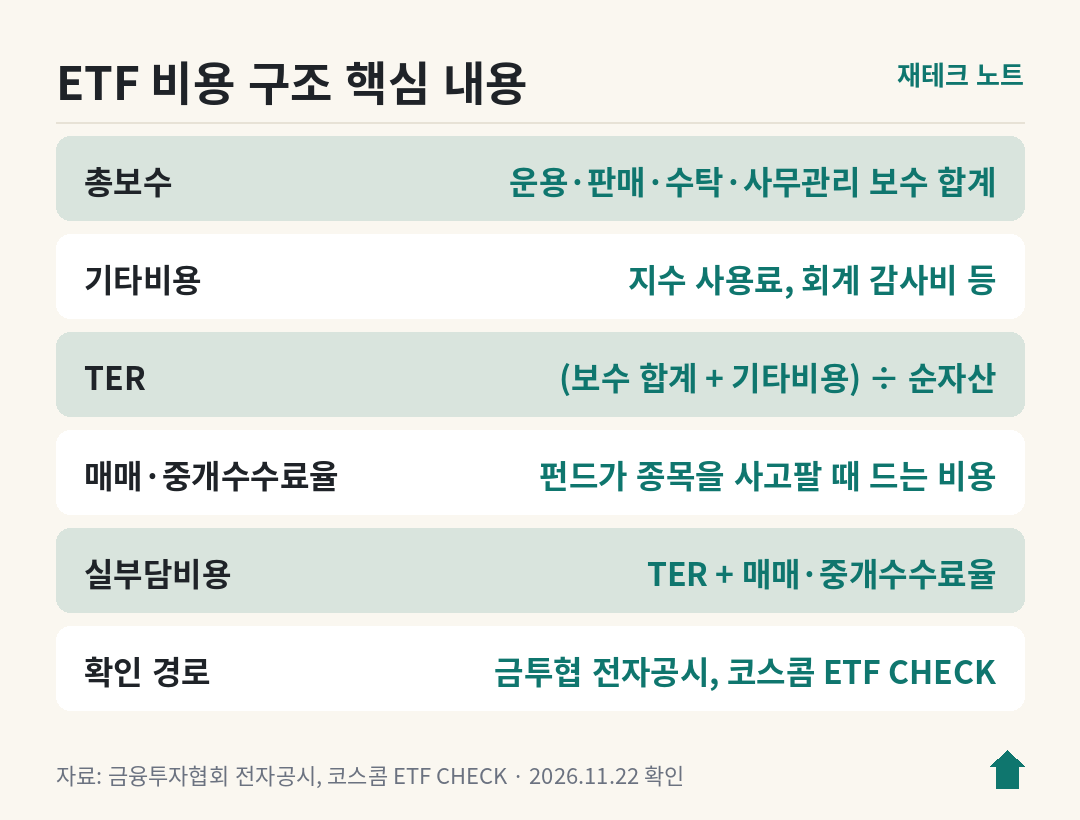 ETF 비용 구조 핵심 내용
재테크 노트
총보수 운용·판매·수탁·사무관리 보수 합계
기타비용 지수 사용료, 회계 감사비 등
TER (보수 합계 + 기타비용) ÷ 순자산
매매·중개수수료율 펀드가 종목을 사고팔 때 드는 비용
실부담비용 TER + 매매·중개수수료율
확인 경로 금투협 전자공시, 코스콤 ETF CHECK
자료: 금융투자협회 전자공시, 코스콤 ETF CHECK · 2026.11.22 확인